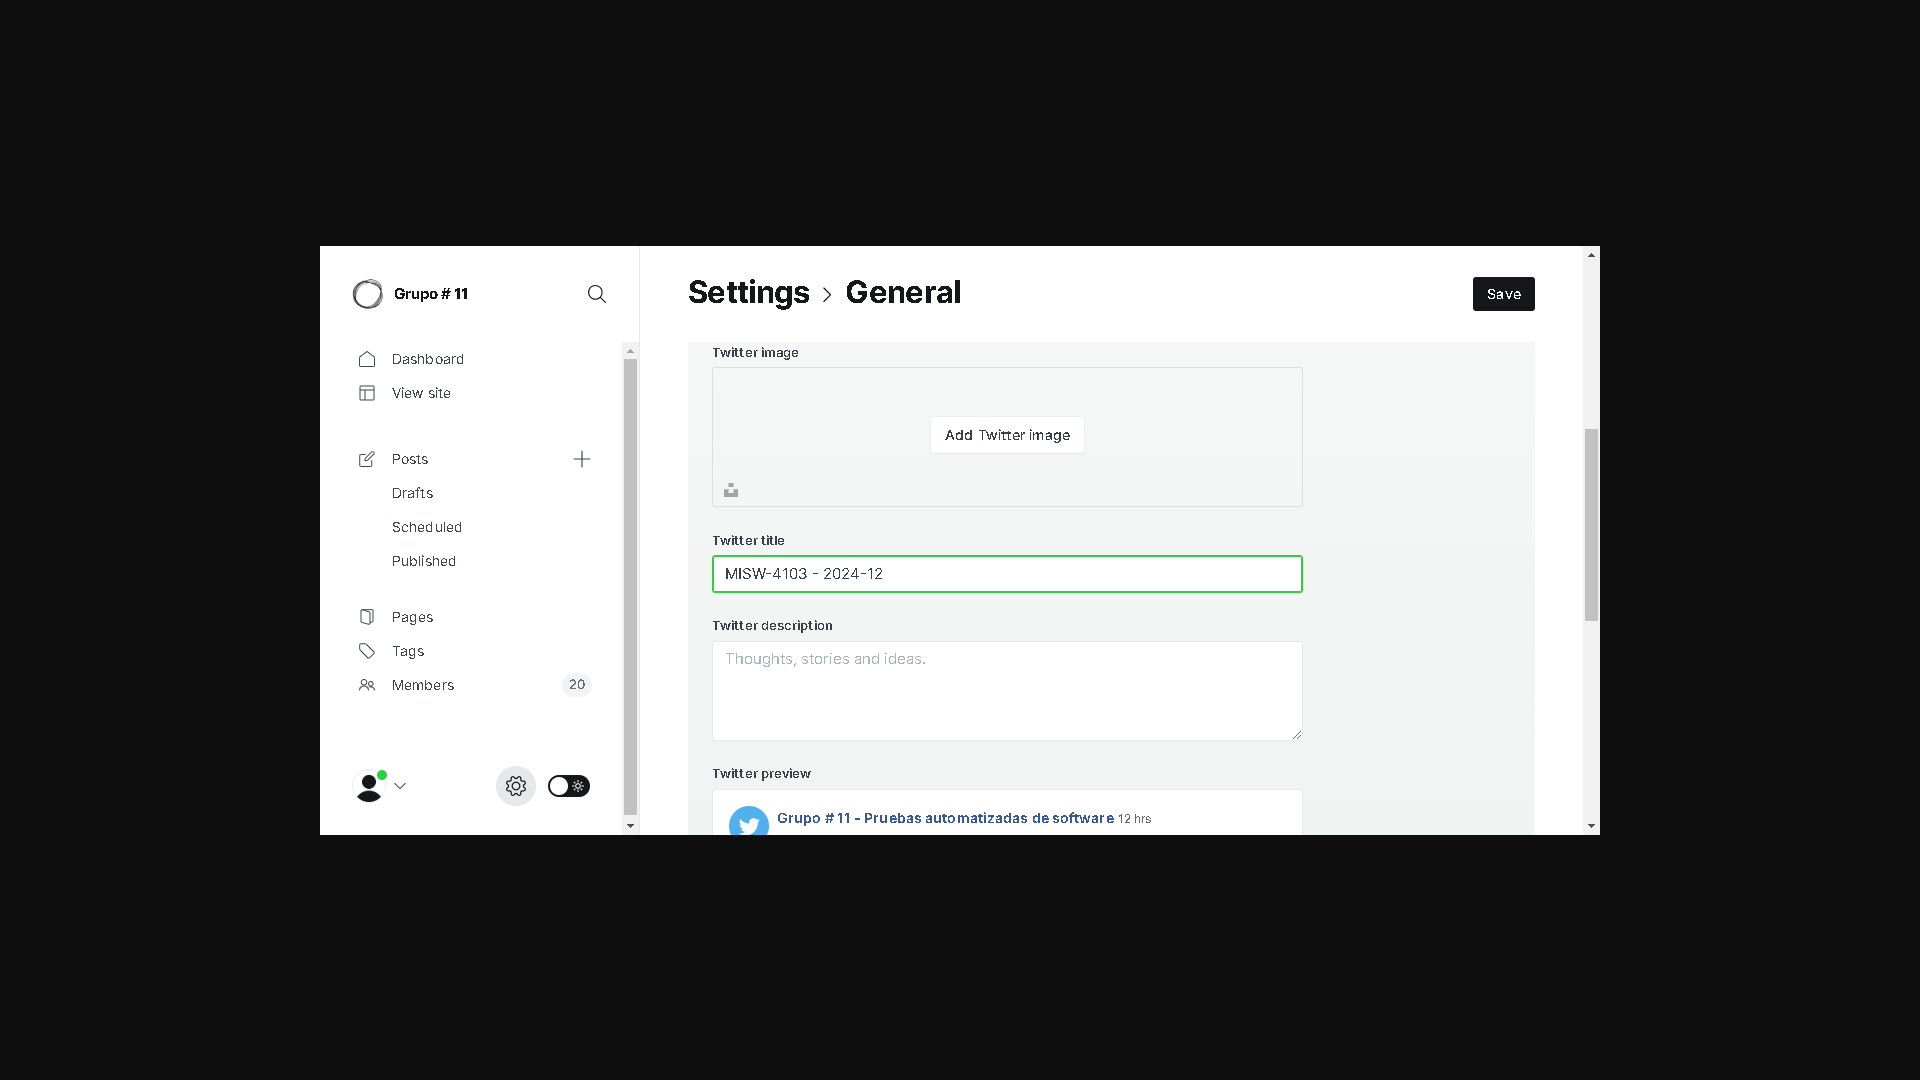 Grupo # 11
Settings > General
Save
Dashboard
View site
Posts
Drafts
Scheduled
Published
Pages
Tags
Members 20
Twitter image
Add Twitter image
Twitter title
MISW-4103 - 2024-12
Twitter description
Thoughts, stories and ideas.
Twitter preview
Grupo # 11 - Pruebas automatizadas de software 12 hrs